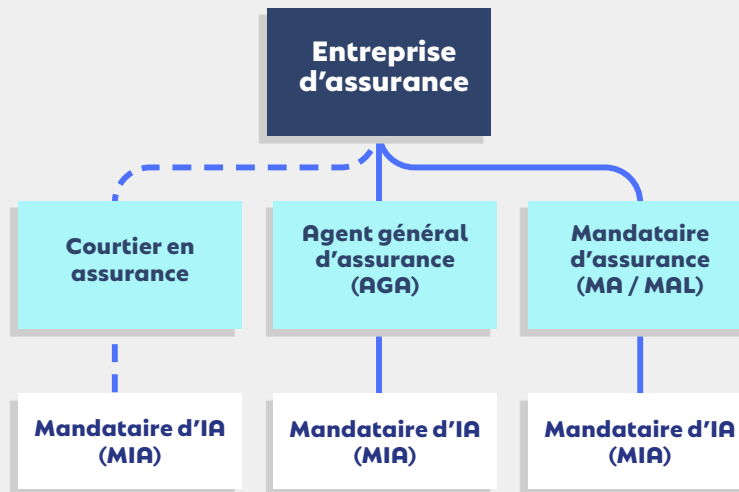 Entreprise
d’assurance
Courtier en
assurance
Agent général
d’assurance
(AGA)
Mandataire
d’assurance
(MA / MAL)
Mandataire d’IA
(MIA)
Mandataire d’IA
(MIA)
Mandataire d’IA
(MIA)